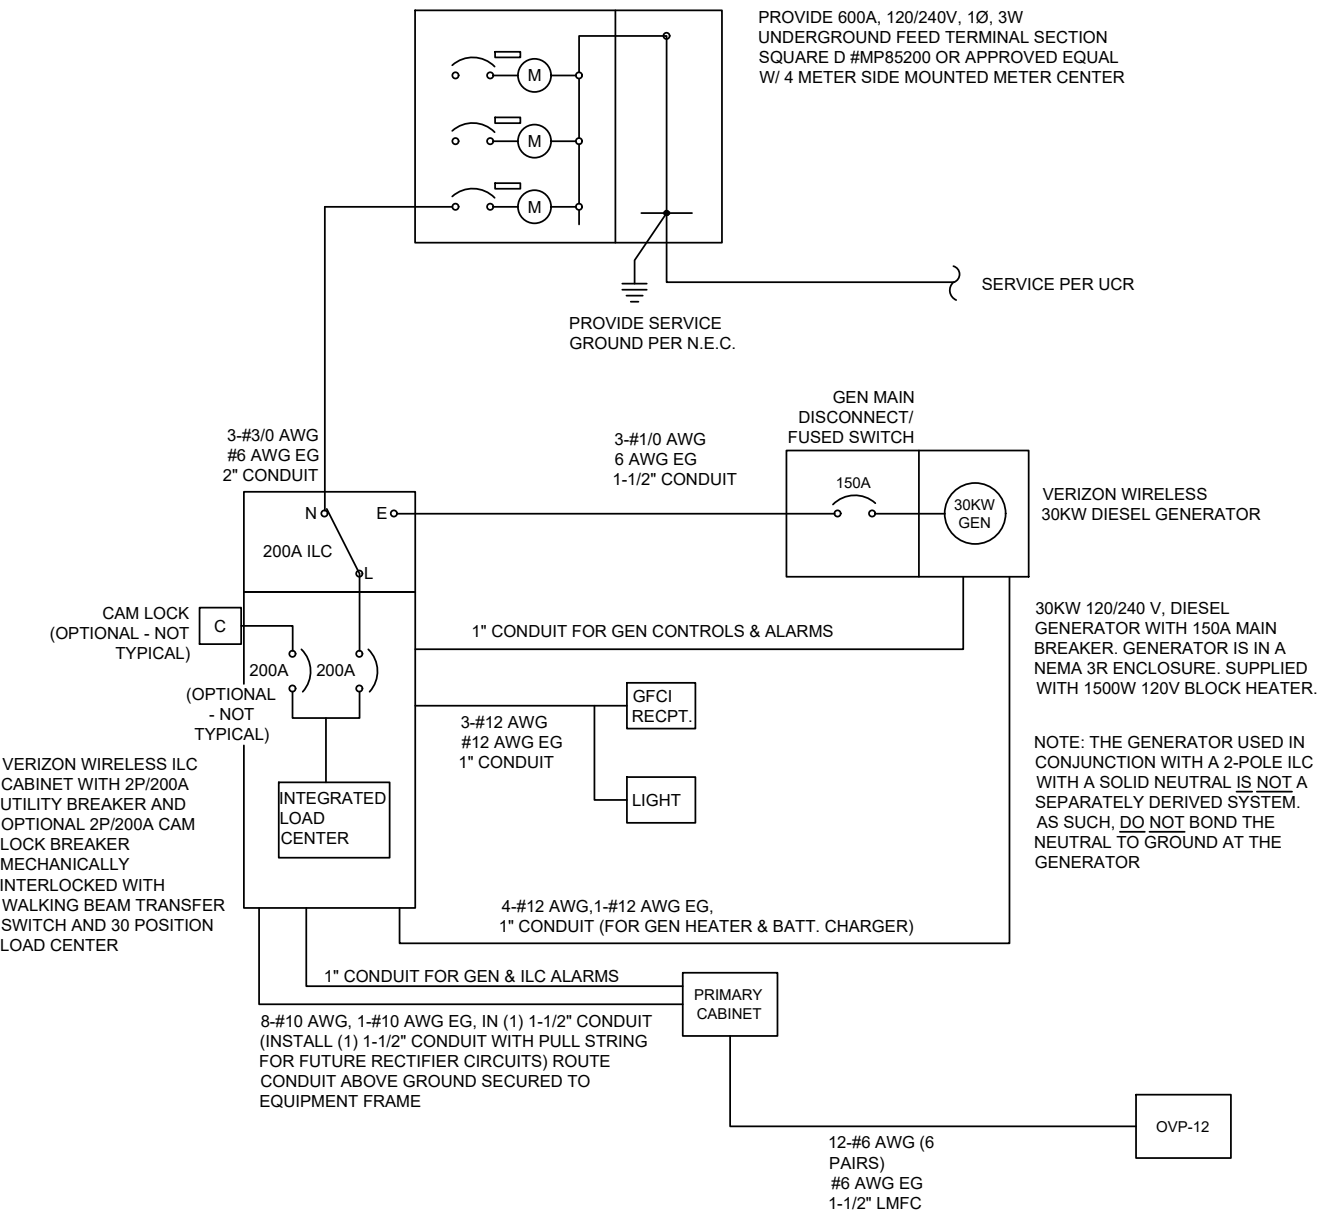 PROVIDE 600A, 120/240V, 1Ø, 3W
UNDERGROUND FEED TERMINAL SECTION
SQUARE D #MP85200 OR APPROVED EQUAL
W/ 4 METER SIDE MOUNTED METER CENTER
M
M
M
SERVICE PER UCR
PROVIDE SERVICE
GROUND PER N.E.C.
GEN MAIN
DISCONNECT/
FUSED SWITCH
3-#3/0 AWG
#6 AWG EG
2" CONDUIT
3-#1/0 AWG
6 AWG EG
1-1/2" CONDUIT
150A
30KW
GEN
VERIZON WIRELESS
30KW DIESEL GENERATOR
N
E
200A ILC
L
CAM LOCK
(OPTIONAL - NOT
TYPICAL)
C
1" CONDUIT FOR GEN CONTROLS & ALARMS
30KW 120/240 V, DIESEL
GENERATOR WITH 150A MAIN
BREAKER. GENERATOR IS IN A
NEMA 3R ENCLOSURE. SUPPLIED
WITH 1500W 120V BLOCK HEATER.
200A
200A
(OPTIONAL
- NOT
TYPICAL)
GFCI
RECPT.
3-#12 AWG
#12 AWG EG
1" CONDUIT
LIGHT
NOTE: THE GENERATOR USED IN
CONJUNCTION WITH A 2-POLE ILC
WITH A SOLID NEUTRAL IS NOT A
SEPARATELY DERIVED SYSTEM.
AS SUCH, DO NOT BOND THE
NEUTRAL TO GROUND AT THE
GENERATOR
VERIZON WIRELESS ILC
CABINET WITH 2P/200A
UTILITY BREAKER AND
OPTIONAL 2P/200A CAM
LOCK BREAKER
MECHANICALLY
INTERLOCKED WITH
WALKING BEAM TRANSFER
SWITCH AND 30 POSITION
LOAD CENTER
INTEGRATED
LOAD
CENTER
4-#12 AWG,1-#12 AWG EG,
1" CONDUIT (FOR GEN HEATER & BATT. CHARGER)
1" CONDUIT FOR GEN & ILC ALARMS
PRIMARY
CABINET
8-#10 AWG, 1-#10 AWG EG, IN (1) 1-1/2" CONDUIT
(INSTALL (1) 1-1/2" CONDUIT WITH PULL STRING
FOR FUTURE RECTIFIER CIRCUITS) ROUTE
CONDUIT ABOVE GROUND SECURED TO
EQUIPMENT FRAME
OVP-12
12-#6 AWG (6
PAIRS)
#6 AWG EG
1-1/2" LMFC